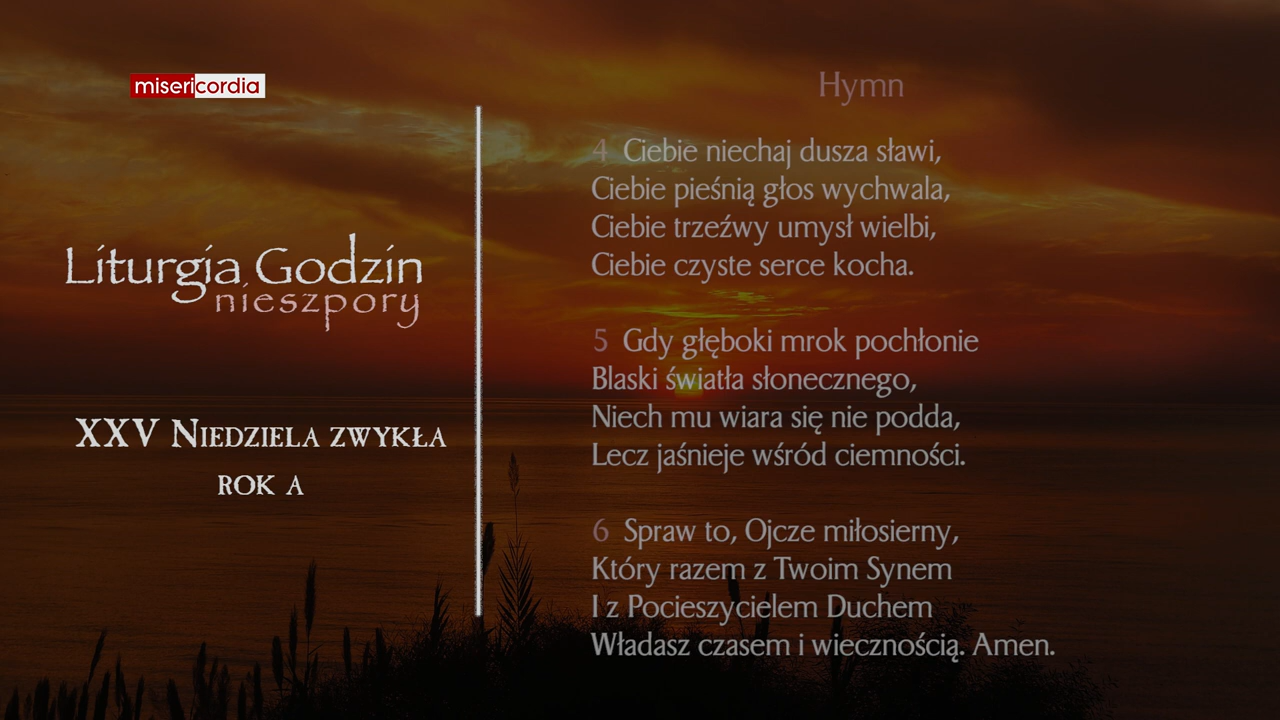 misericordia
Liturgia Godzin
nieszpory
XXV Niedziela zwykła
rok A
Hymn
4 Ciebie niechaj dusza sławi,
Ciebie pieśnią głos wychwala,
Ciebie trzeźwy umysł wielbi,
Ciebie czyste serce kocha.
5 Gdy głęboki mrok pochłonie
Blaski światła słonecznego,
Niech mu wiara się nie podda,
Lecz jaśnieje wśród ciemności.
6 Spraw to, Ojcze miłosierny,
Który razem z Twoim Synem
I z Pocieszycielem Duchem
Władasz czasem i wiecznością. Amen.